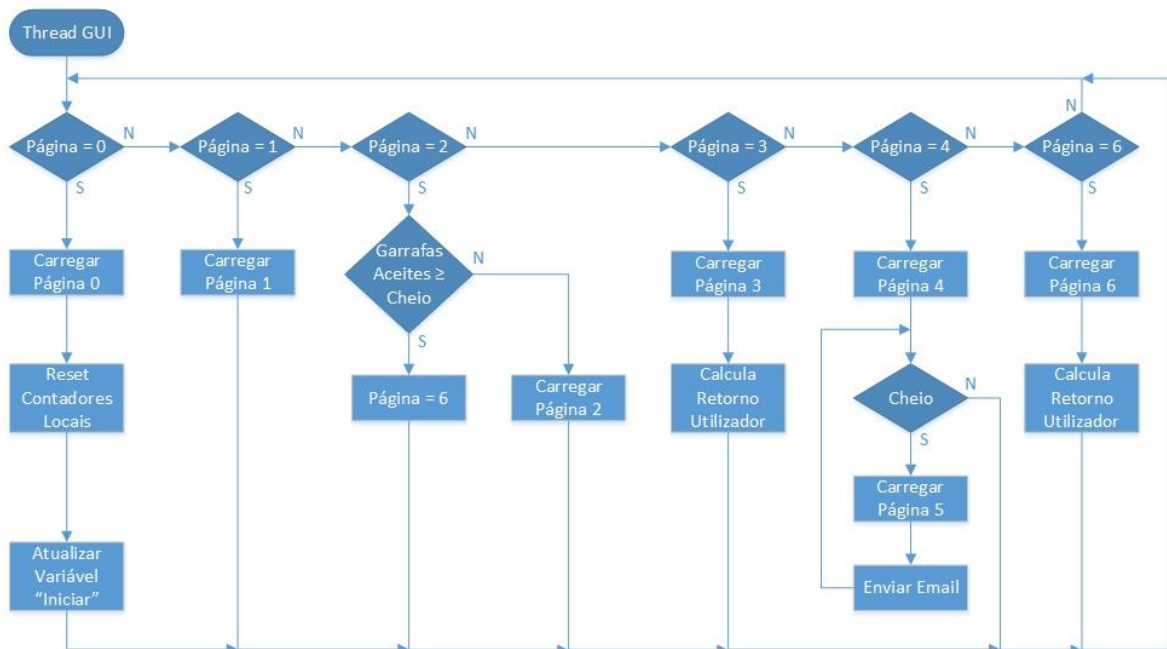 Thread GUI
N
Página = 0
N
Página = 1
N
Página = 2
N
Página = 3
N
Página = 4
N
Página = 6
S
S
S
S
S
S
Carregar
Página 0
Carregar
Página 1
Garrafas
Aceites ≥
Cheio
N
Carregar
Página 3
Carregar
Página 4
Carregar
Página 6
S
Reset
Contadores
Locais
Página = 6
Carregar
Página 2
Calcula
Retorno
Utilizador
Cheio
N
Calcula
Retorno
Utilizador
S
Carregar
Página 5
Atualizar
Variável
“Iniciar”
Enviar Email